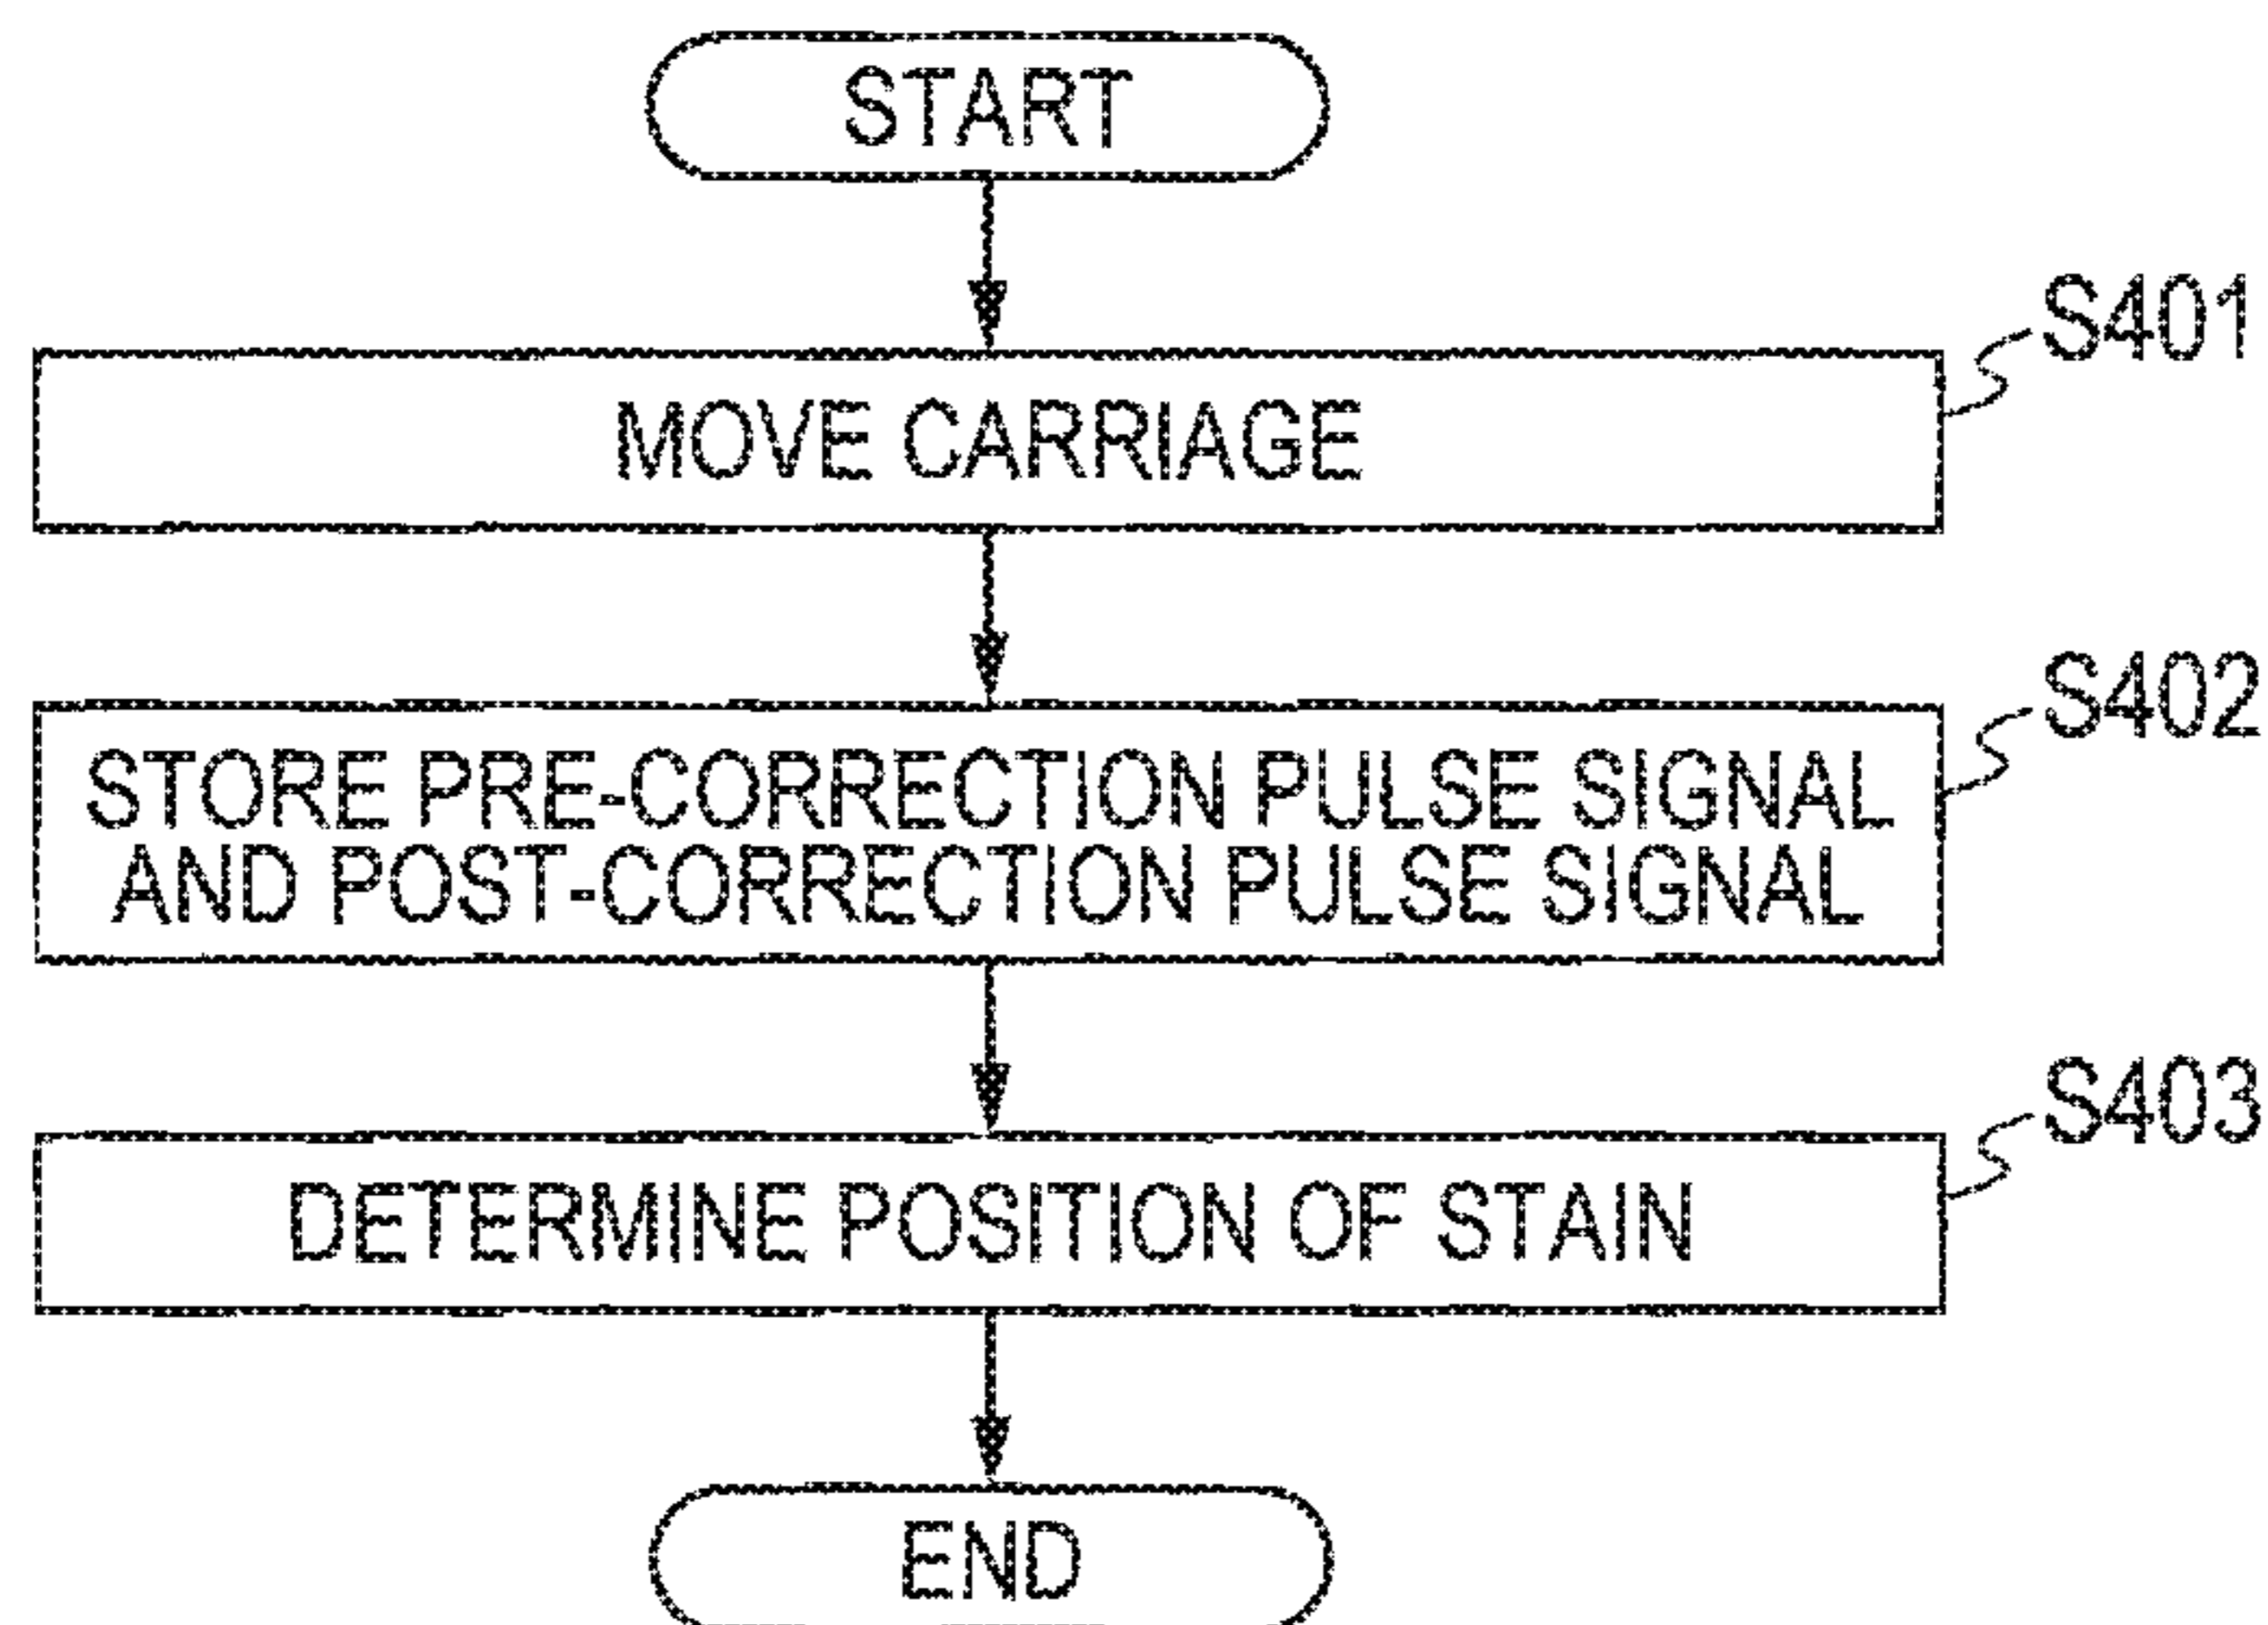 START
S401
MOVE CARRIAGE
S402
STORE PRE-CORRECTION PULSE SIGNAL
AND POST-CORRECTION PULSE SIGNAL
S403
DETERMINE POSITION OF STAIN
END